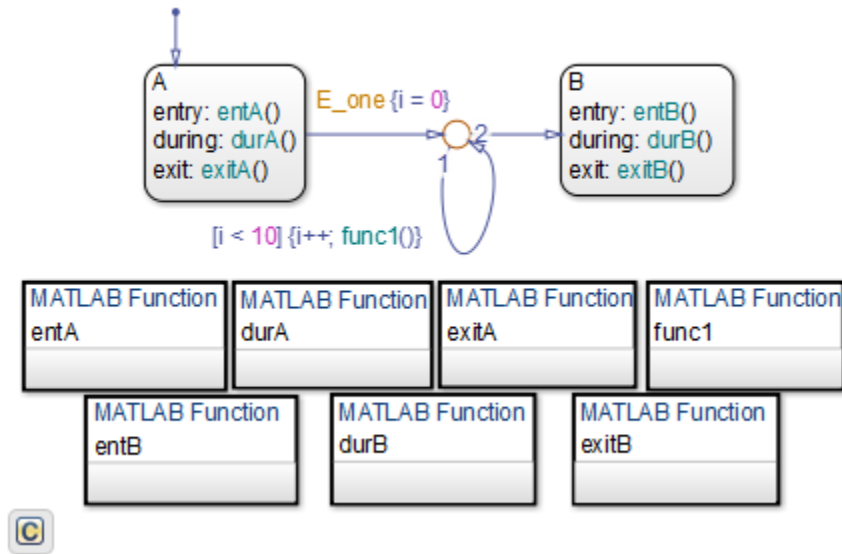 A
entry: entA()
during: durA()
exit: exitA()
E_one {i = 0}
2
1
[i < 10] {i++; func1()}
B
entry: entB()
during: durB()
exit: exitB()
MATLAB Function
entA
MATLAB Function
durA
MATLAB Function
exitA
MATLAB Function
func1
MATLAB Function
entB
MATLAB Function
durB
MATLAB Function
exitB
C